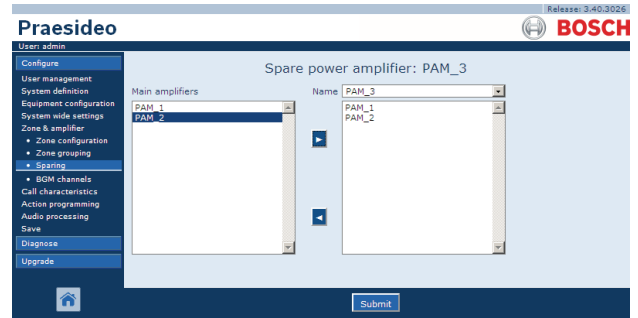 Release: 3.40.3026
Praesideo
BOSCH
User: admin
Configure
User management
System definition
Equipment configuration
System wide settings
Zone & amplifier
• Zone configuration
• Zone grouping
• Sparing
• BGM channels
Call characteristics
Action programming
Audio processing
Save
Diagnose
Upgrade
Spare power amplifier: PAM_3
Main amplifiers
Name PAM_3
PAM_1
PAM_2
PAM_1
PAM_2
Submit